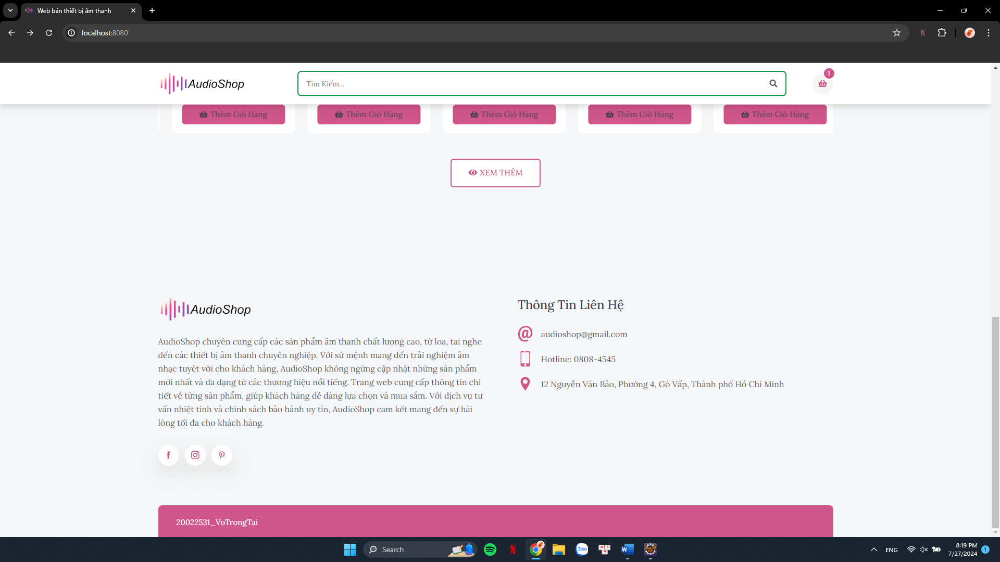 Web bán thiết bị âm thanh
localhost:8080
AudioShop
Tìm Kiếm...
1
Thêm Giỏ Hàng
Thêm Giỏ Hàng
Thêm Giỏ Hàng
Thêm Giỏ Hàng
Thêm Giỏ Hàng
XEM THÊM
AudioShop
AudioShop chuyên cung cấp các sản phẩm âm thanh chất lượng cao, từ loa, tai nghe
đến các thiết bị âm thanh chuyên nghiệp. Với sứ mệnh mang đến trải nghiệm âm
nhạc tuyệt vời cho khách hàng, AudioShop không ngừng cập nhật những sản phẩm
mới nhất và đa dạng từ các thương hiệu nổi tiếng. Trang web cung cấp thông tin chi
tiết về từng sản phẩm, giúp khách hàng dễ dàng lựa chọn và mua sắm. Với dịch vụ tư
vấn nhiệt tình và chính sách bảo hành uy tín, AudioShop cam kết mang đến sự hài
lòng tối đa cho khách hàng.
Thông Tin Liên Hệ
@ audioshop@gmail.com
Hotline: 0808-4545
12 Nguyễn Văn Bảo, Phường 4, Gò Vấp, Thành phố Hồ Chí Minh
20022531_VoTrongTai
Search
Zalo
ENG
8:19 PM
7/27/2024
1